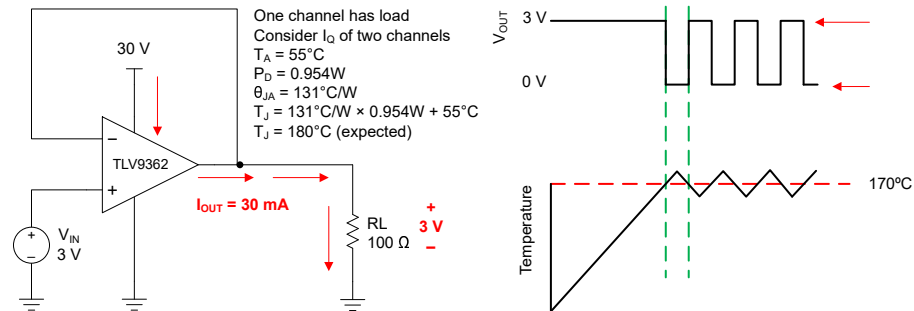 One channel has load
Consider IQ of two channels
TA = 55°C
PD = 0.954W
θJA = 131°C/W
TJ = 131°C/W × 0.954W + 55°C
TJ = 180°C (expected)
30 V
–
TLV9362
+
IOUT = 30 mA
+
3 V
–
RL
100 Ω
+
–
VIN
3 V
VOUT
3 V
0 V
170ºC
Temperature